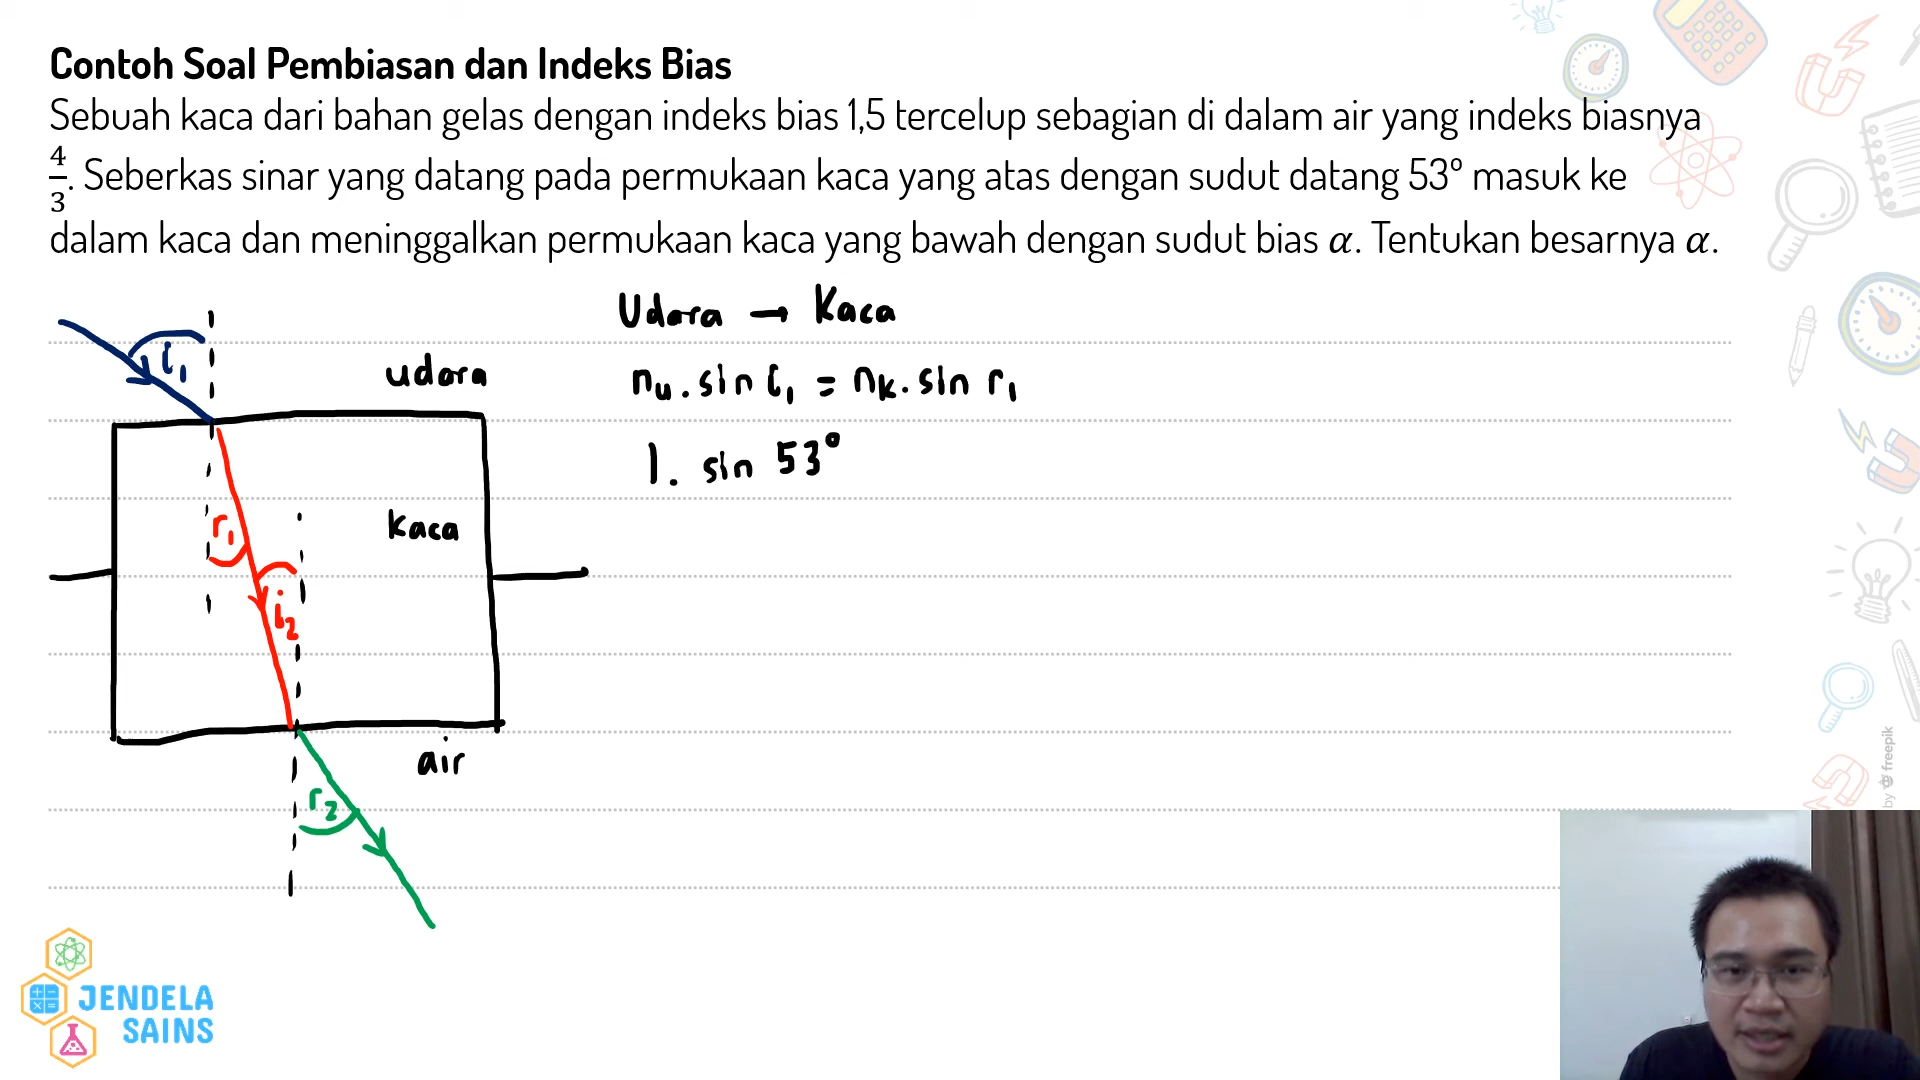 Contoh Soal Pembiasan dan Indeks Bias
Sebuah kaca dari bahan gelas dengan indeks bias 1,5 tercelup sebagian di dalam air yang indeks biasnya
4/3. Seberkas sinar yang datang pada permukaan kaca yang atas dengan sudut datang 53° masuk ke
dalam kaca dan meninggalkan permukaan kaca yang bawah dengan sudut bias α. Tentukan besarnya α.
Udara → Kaca
i₁
udara
nᵤ . sin i₁ = nₖ . sin r₁
1 . sin 53°
r₁
kaca
i₂
air
r₂
JENDELA
SAINS
by freepik